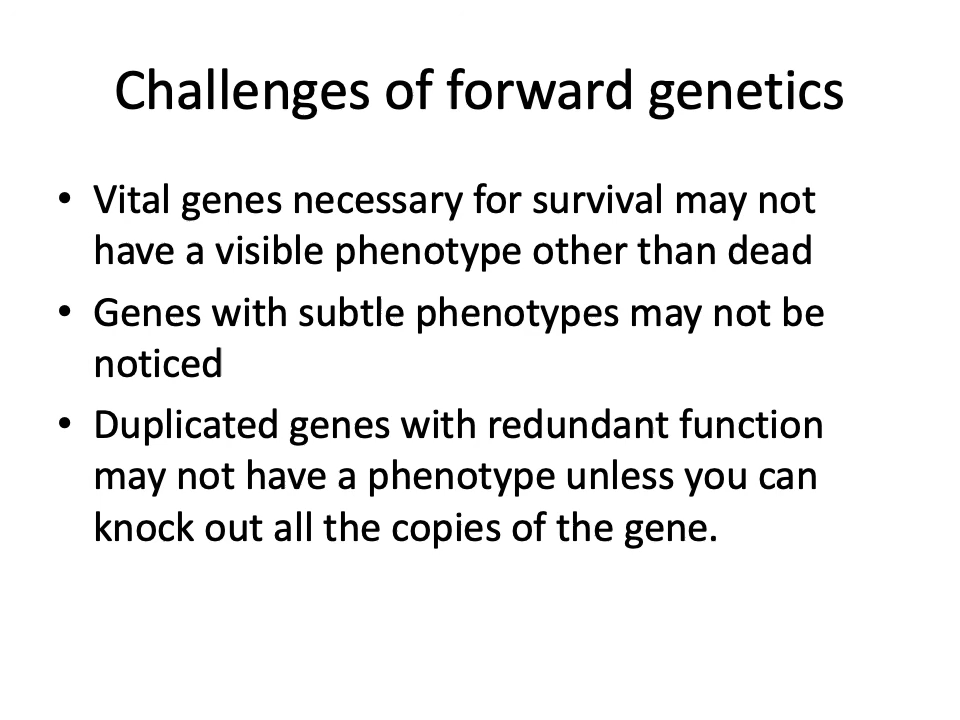 Challenges of forward genetics
• Vital genes necessary for survival may not
have a visible phenotype other than dead
• Genes with subtle phenotypes may not be
noticed
• Duplicated genes with redundant function
may not have a phenotype unless you can
knock out all the copies of the gene.